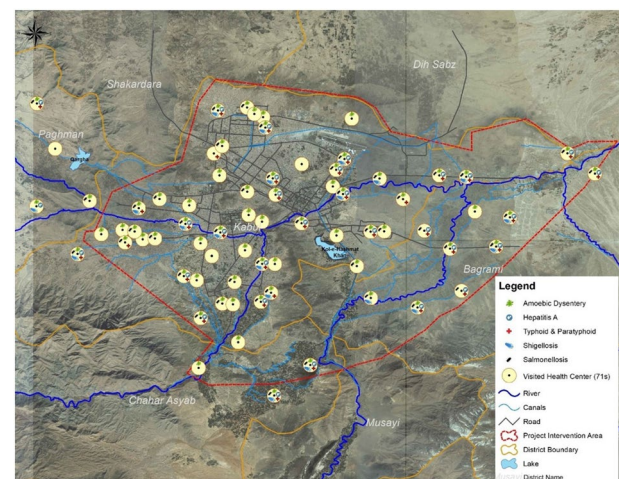 Shakardara
Dih Sabz
Paghman
Qargha
Kabul
Kol-e-Hashmat
Khan
Bagrami
Chahar Asyab
Musayi
Legend
Amoebic Dysentery
Hepatitis A
Typhoid & Paratyphoid
Shigellosis
Salmonellosis
Visited Health Center (71s)
River
Canals
Road
Project Intervention Area
District Boundary
Lake
District Name